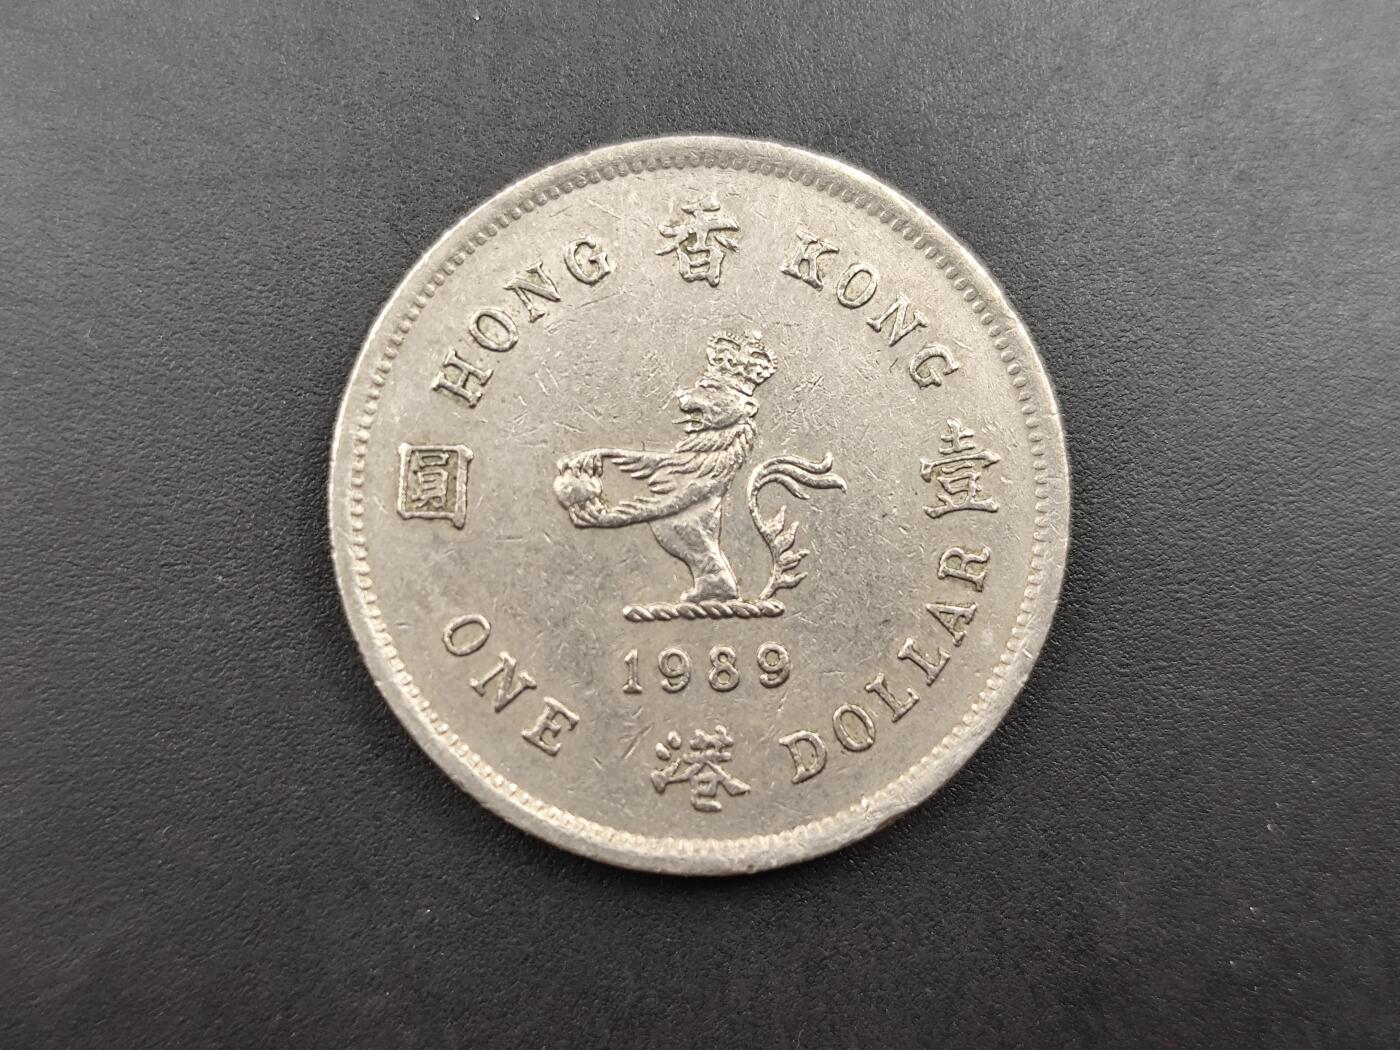 香
HONG KONG
圓 壹
1989
ONE DOLLAR
港